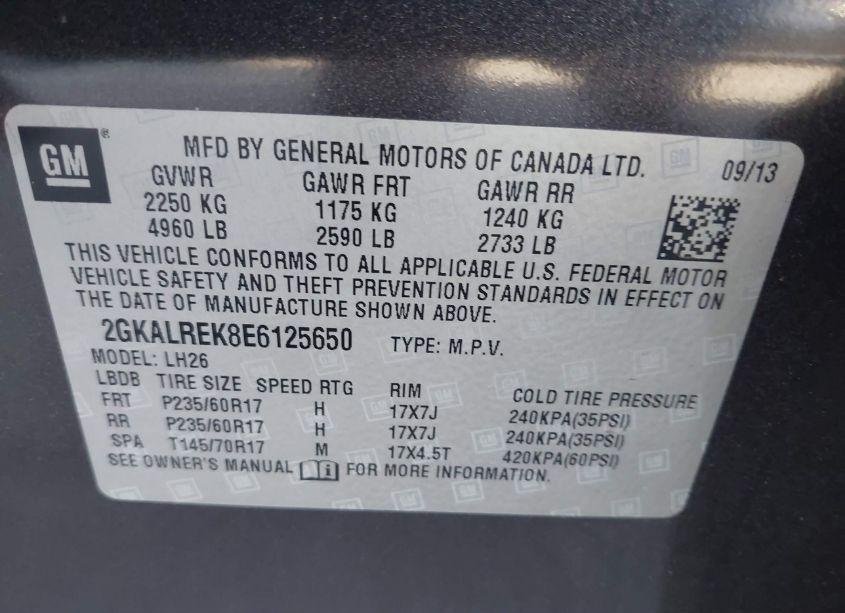 GM ® MFD BY GENERAL MOTORS OF CANADA LTD. 09/13
GVWR GAWR FRT GAWR RR
2250 KG 1175 KG 1240 KG
4960 LB 2590 LB 2733 LB
THIS VEHICLE CONFORMS TO ALL APPLICABLE U.S. FEDERAL MOTOR
VEHICLE SAFETY AND THEFT PREVENTION STANDARDS IN EFFECT ON
THE DATE OF MANUFACTURE SHOWN ABOVE.
2GKALREK8E6125650 TYPE: M.P.V.
MODEL: LH26
LBDB TIRE SIZE SPEED RTG RIM COLD TIRE PRESSURE
FRT P235/60R17 H 17X7J 240KPA(35PSI)
RR P235/60R17 H 17X7J 240KPA(35PSI)
SPA T145/70R17 M 17X4.5T 420KPA(60PSI)
SEE OWNER'S MANUAL i FOR MORE INFORMATION.